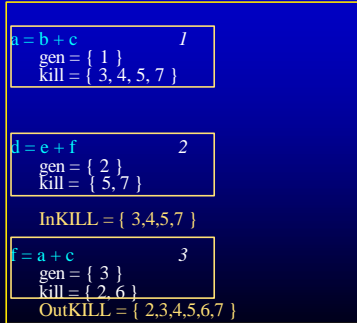 a = b + c 1
gen = { 1 }
kill = { 3, 4, 5, 7 }
d = e + f 2
gen = { 2 }
kill = { 5, 7 }
InKILL = { 3,4,5,7 }
f = a + c 3
gen = { 3 }
kill = { 2, 6 }
OutKILL = { 2,3,4,5,6,7 }